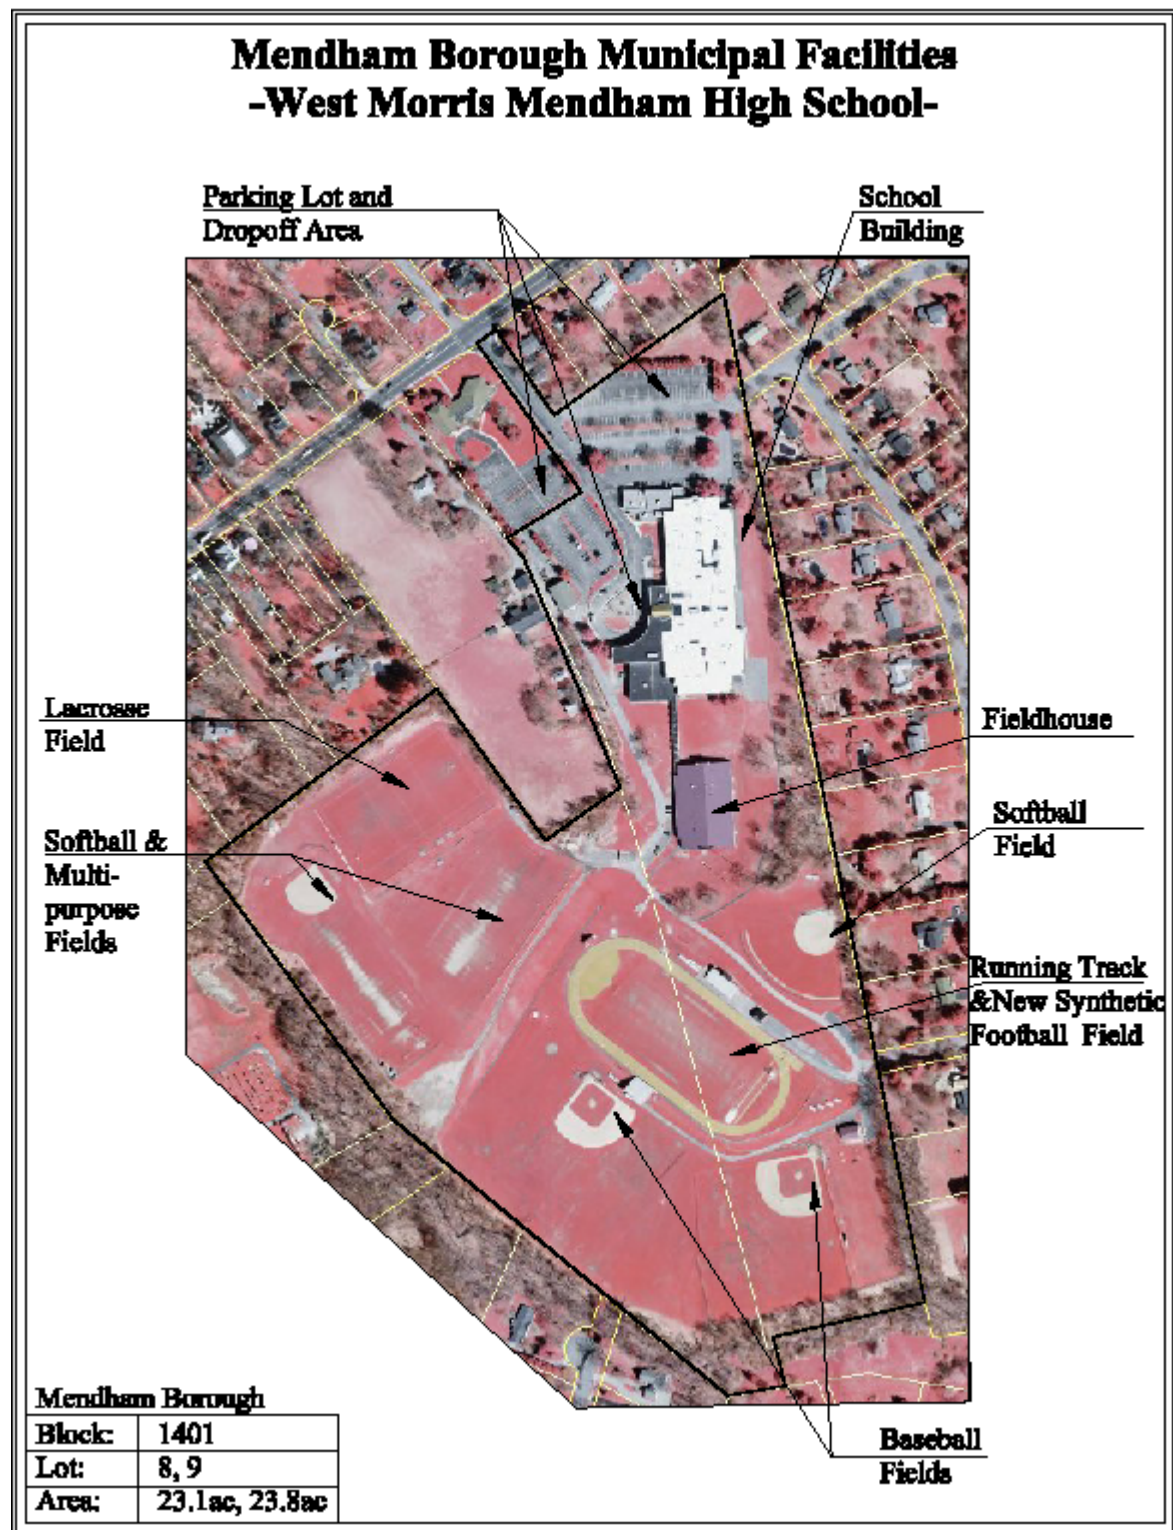 Mendham Borough Municipal Facilities
-West Morris Mendham High School-
Parking Lot and
Dropoff Area
School
Building
Lacrosse
Field
Fieldhouse
Softball
Field
Softball &
Multi-
purpose
Fields
Running Track
&New Synthetic
Football Field
Baseball
Fields
Mendham Borough
Block: 1401
Lot: 8, 9
Area: 23.1ac, 23.8ac